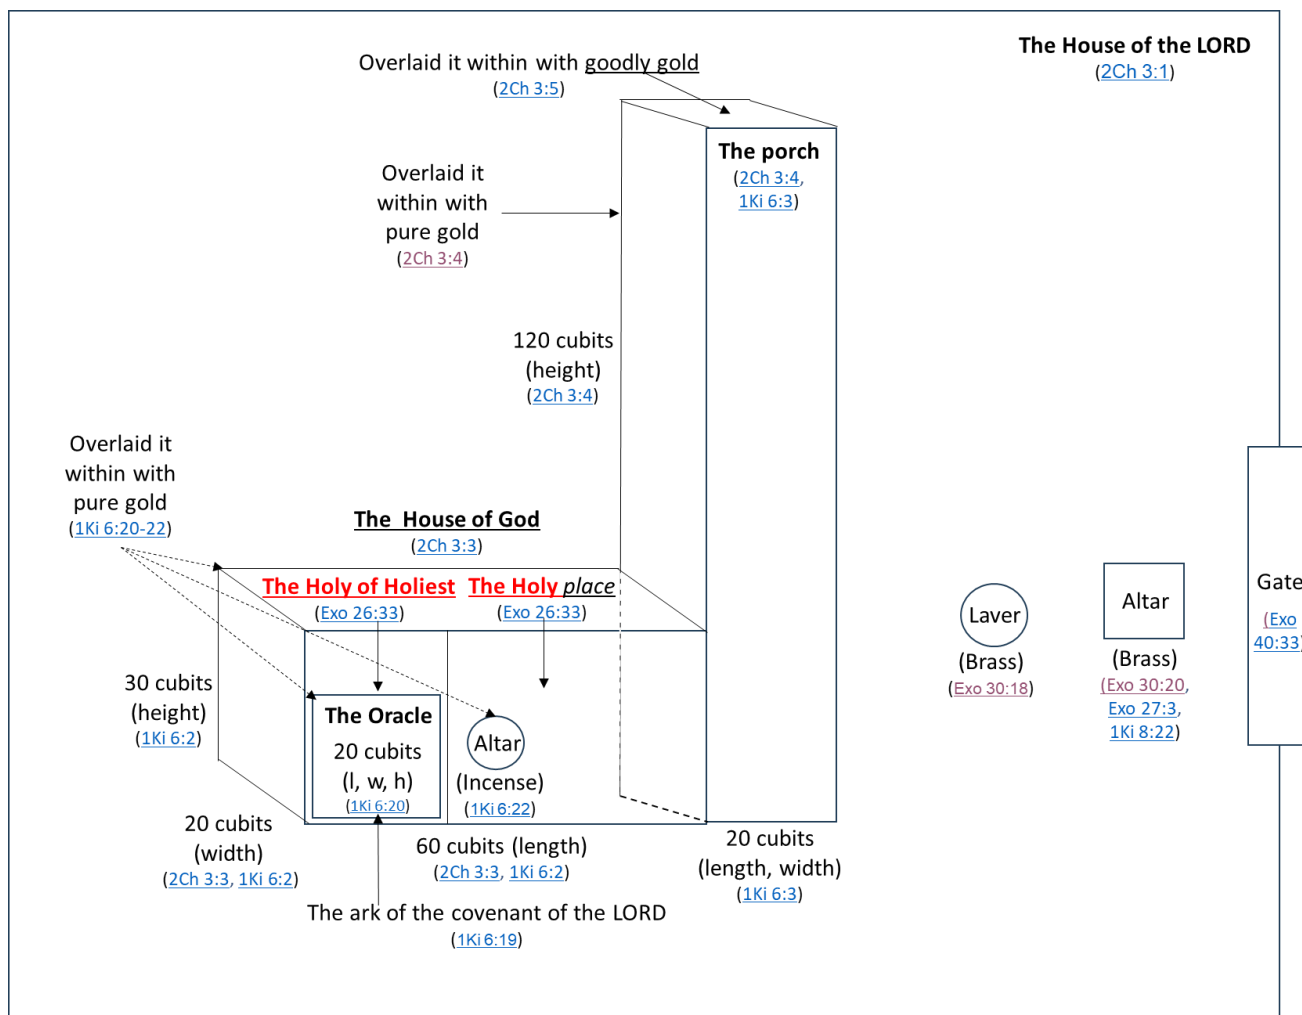 The House of the LORD
(2Ch 3:1)
Overlaid it within with goodly gold
(2Ch 3:5)
The porch
(2Ch 3:4,
1Ki 6:3)
Overlaid it
within with
pure gold
(2Ch 3:4)
120 cubits
(height)
(2Ch 3:4)
Overlaid it
within with
pure gold
(1Ki 6:20-22)
The House of God
(2Ch 3:3)
The Holy of Holiest
(Exo 26:33)
The Holy place
(Exo 26:33)
30 cubits
(height)
(1Ki 6:2)
The Oracle
20 cubits
(l, w, h)
(1Ki 6:20)
Altar
(Incense)
(1Ki 6:22)
20 cubits
(width)
(2Ch 3:3, 1Ki 6:2)
60 cubits (length)
(2Ch 3:3, 1Ki 6:2)
20 cubits
(length, width)
(1Ki 6:3)
The ark of the covenant of the LORD
(1Ki 6:19)
Laver
(Brass)
(Exo 30:18)
Altar
(Brass)
(Exo 30:20,
Exo 27:3,
1Ki 8:22)
Gate
(Exo
40:33)